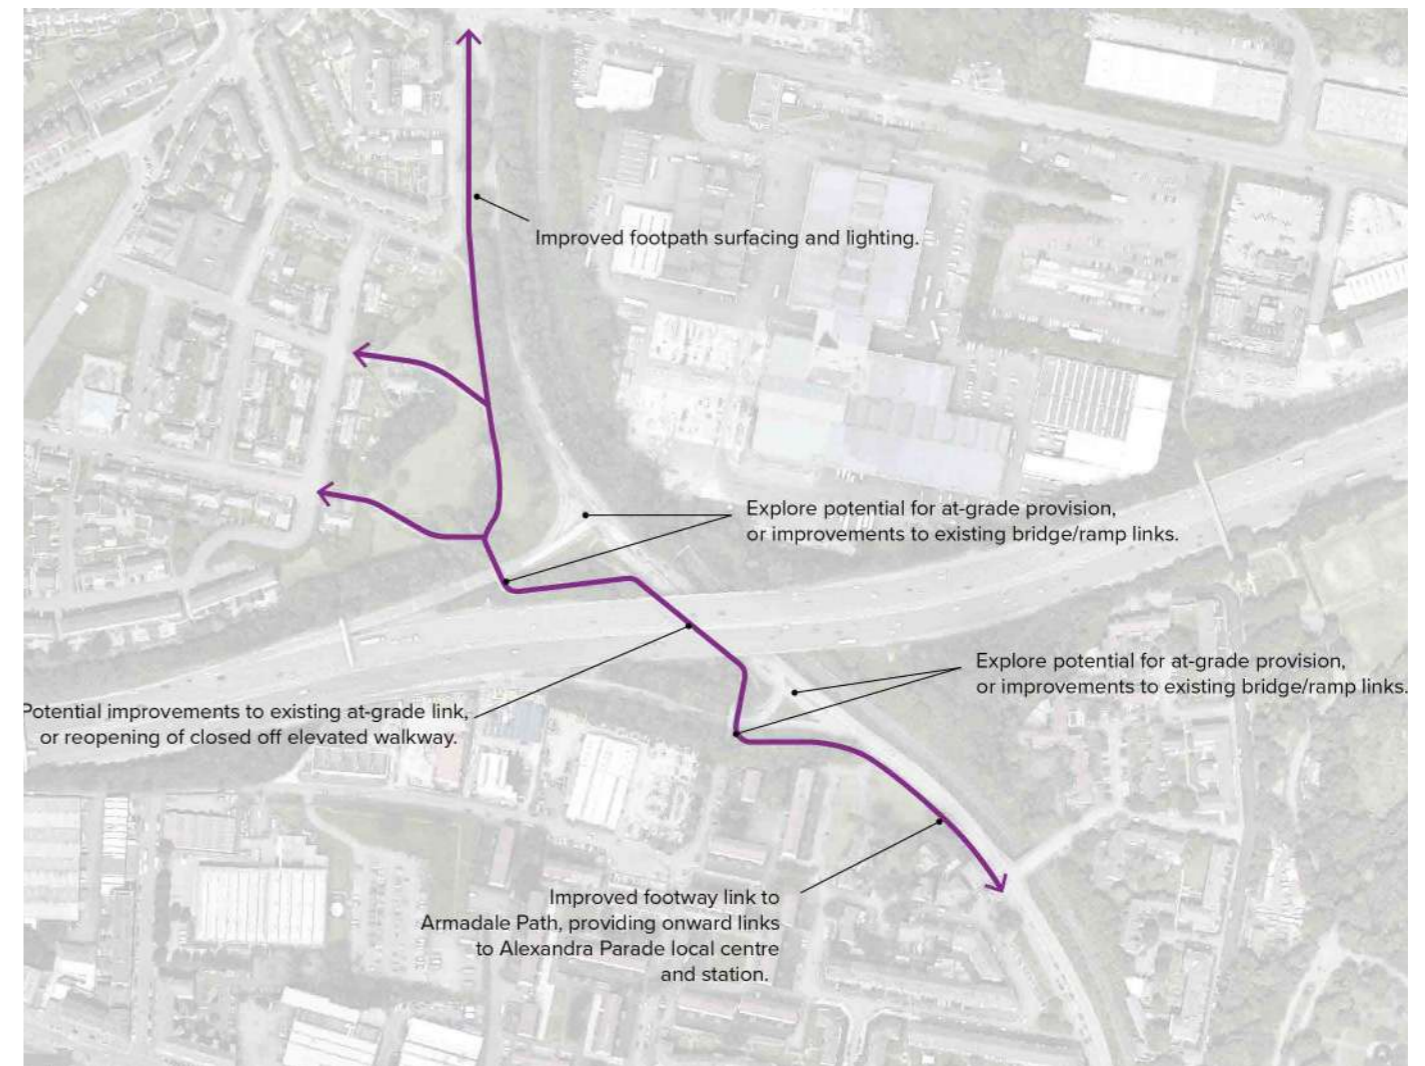 Improved footpath surfacing and lighting.
Explore potential for at-grade provision,
or improvements to existing bridge/ramp links.
Explore potential for at-grade provision,
or improvements to existing bridge/ramp links.
Potential improvements to existing at-grade link,
or reopening of closed off elevated walkway.
Improved footway link to
Armadale Path, providing onward links
to Alexandra Parade local centre
and station.